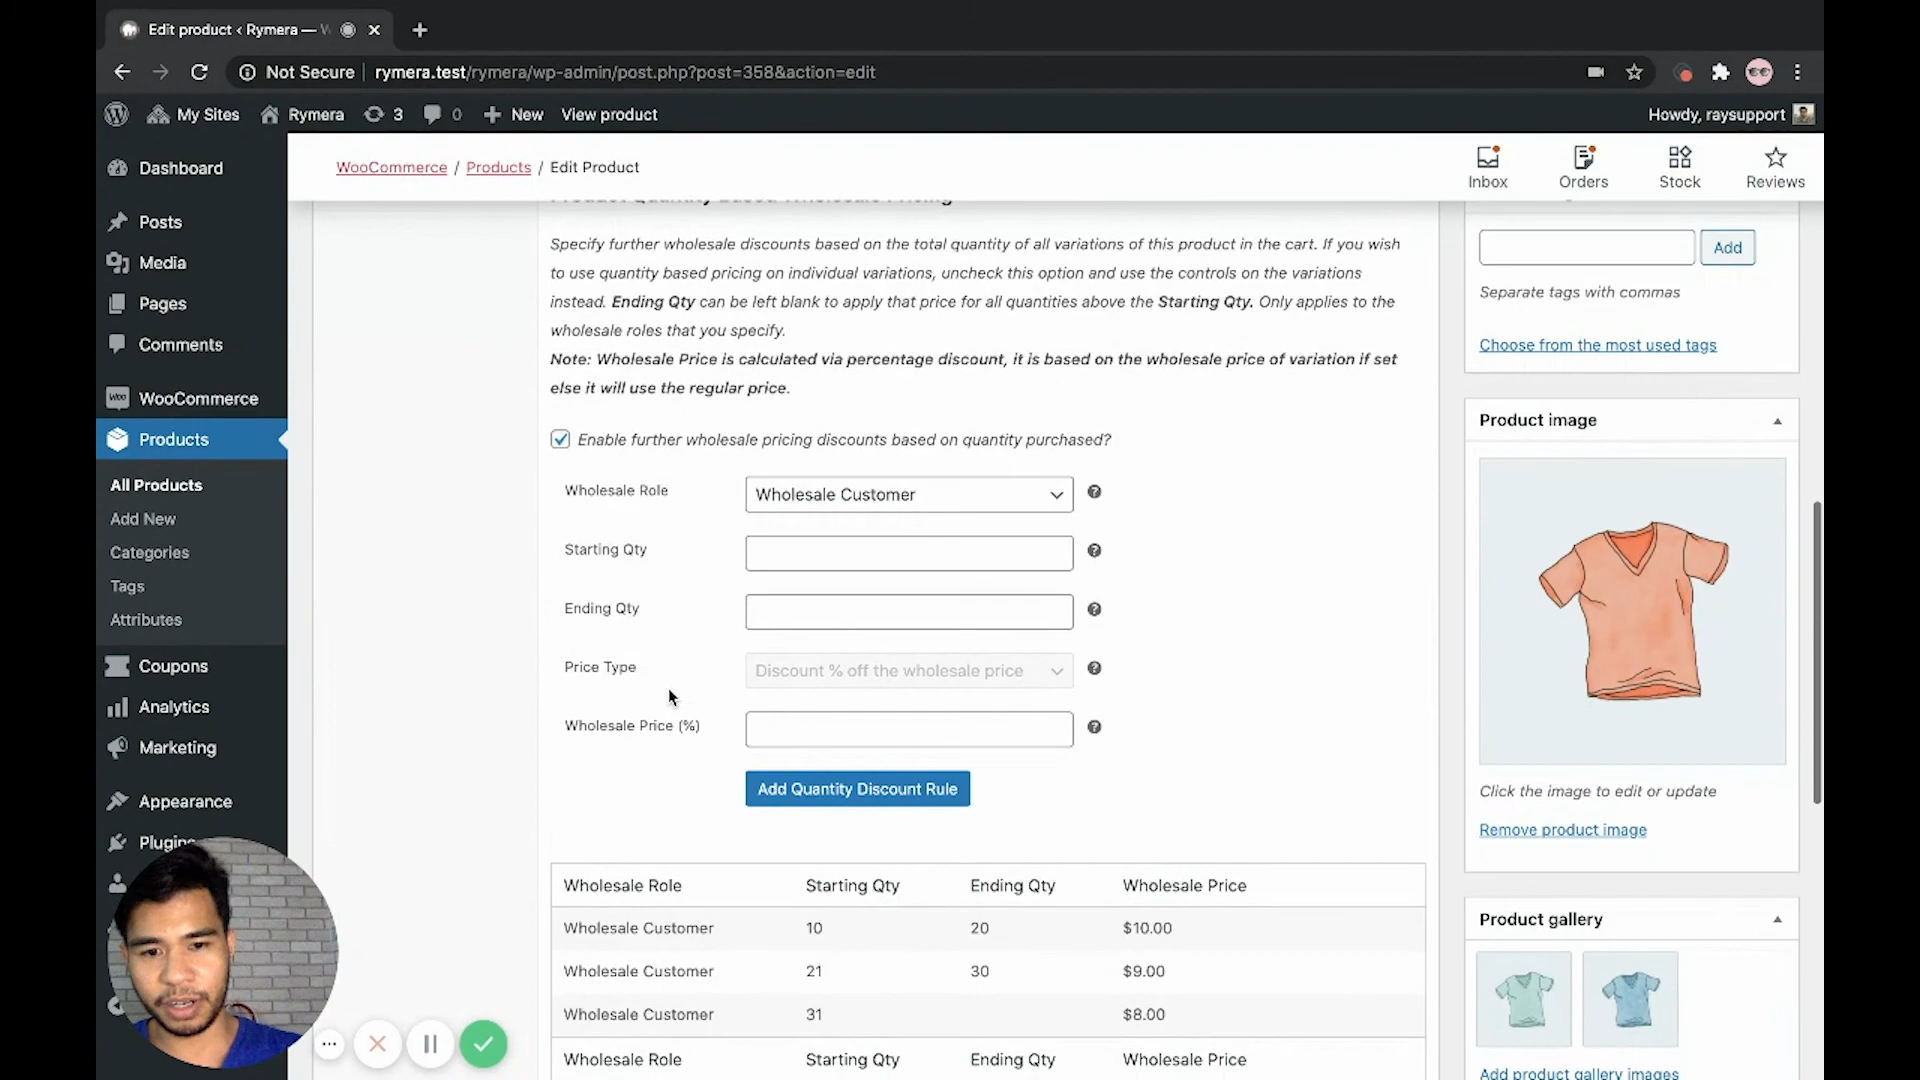 Edit product ‹ Rymera — W
Not Secure
rymera.test/rymera/wp-admin/post.php?post=358&action=edit
My Sites
Rymera
3
0
New
View product
Howdy, raysupport
WooCommerce / Products / Edit Product
Inbox
Orders
Stock
Reviews
Dashboard
Posts
Media
Pages
Comments
Woo
WooCommerce
Products
All Products
Add New
Categories
Tags
Attributes
Coupons
Analytics
Marketing
Appearance
Plugins
Product Quantity Based Wholesale Pricing
Specify further wholesale discounts based on the total quantity of all variations of this product in the cart. If you wish
to use quantity based pricing on individual variations, uncheck this option and use the controls on the variations
instead. Ending Qty can be left blank to apply that price for all quantities above the Starting Qty. Only applies to the
wholesale roles that you specify.
Note: Wholesale Price is calculated via percentage discount, it is based on the wholesale price of variation if set
else it will use the regular price.
Enable further wholesale pricing discounts based on quantity purchased?
Wholesale Role
Wholesale Customer
?
Starting Qty
?
Ending Qty
?
Price Type
Discount % off the wholesale price
?
Wholesale Price (%)
?
Add Quantity Discount Rule
Wholesale Role Starting Qty Ending Qty Wholesale Price
Wholesale Customer 10 20 $10.00
Wholesale Customer 21 30 $9.00
Wholesale Customer 31 $8.00
Wholesale Role Starting Qty Ending Qty Wholesale Price
Add
Separate tags with commas
Choose from the most used tags
Product image
Click the image to edit or update
Remove product image
Product gallery
Add product gallery images